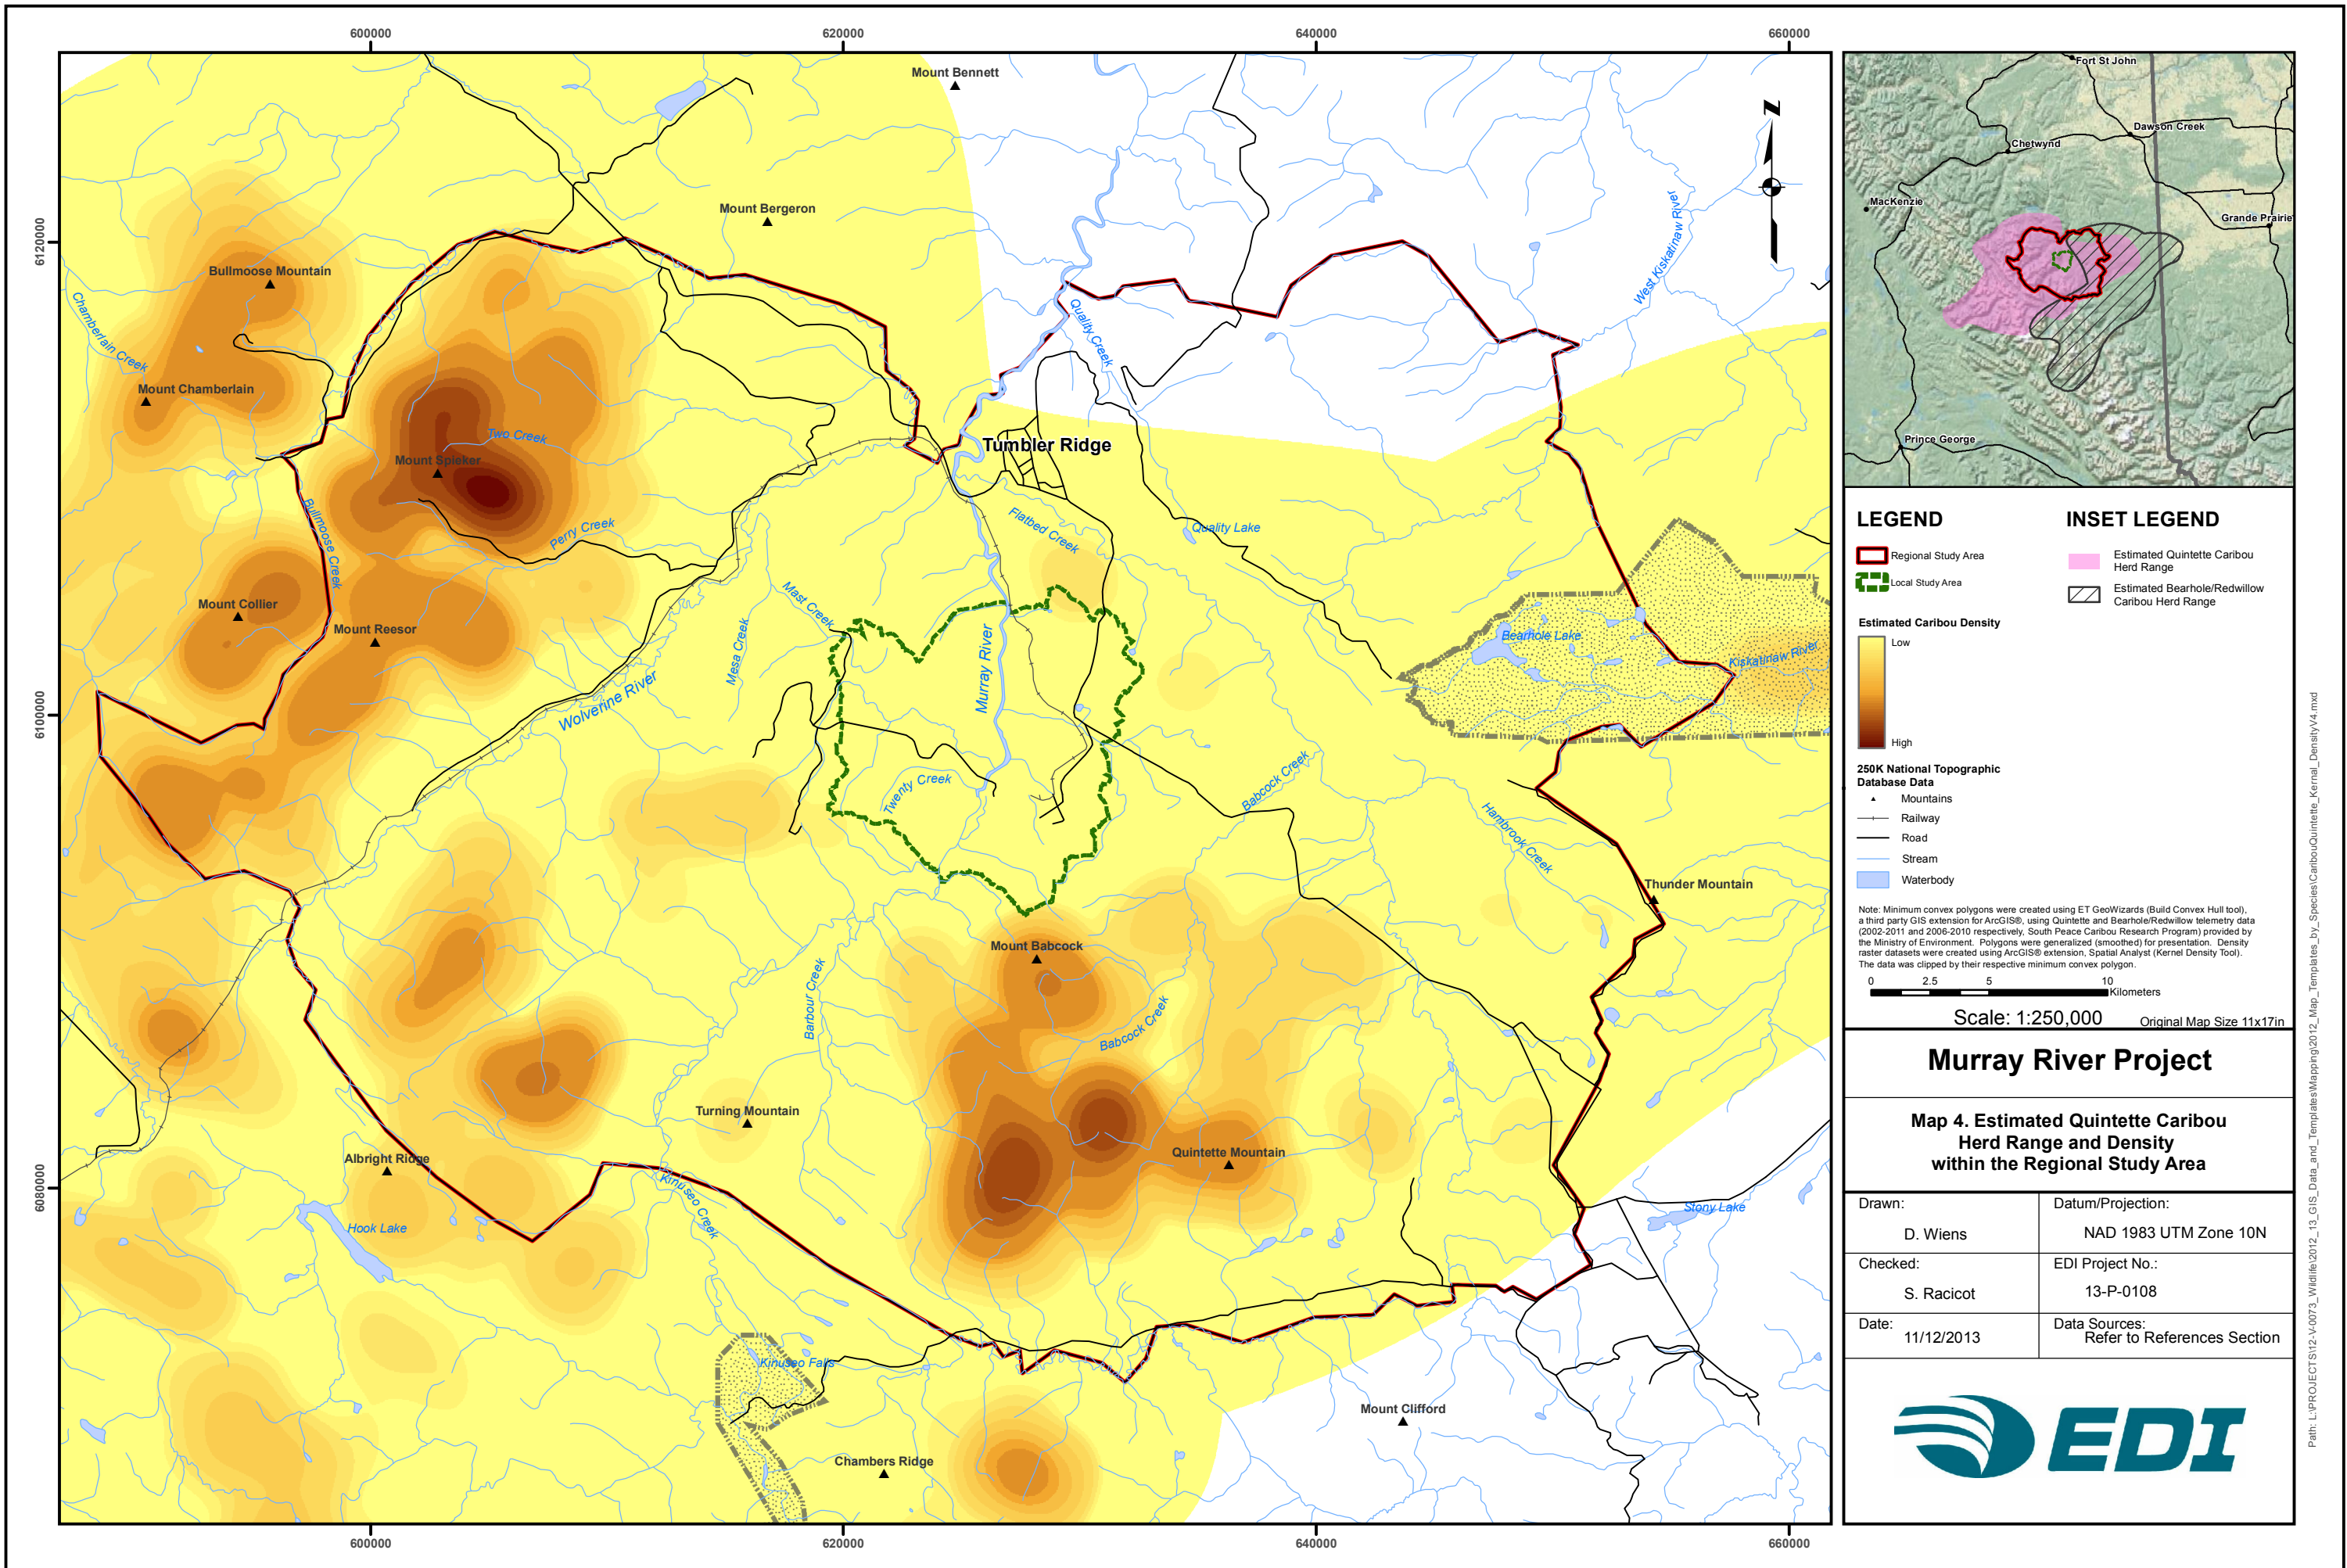 600000
620000
640000
660000
6120000
6100000
6080000
Mount Bennett
Mount Bergeron
Bullmoose Mountain
Chamberlain Creek
Mount Chamberlain
Two Creek
Mount Spieker
Bullmoose Creek
Perry Creek
Mount Collier
Mount Reesor
Wolverine River
Mesa Creek
Mast Creek
Murray River
Twenty Creek
Quality Creek
Tumbler Ridge
Flatbed Creek
Quality Lake
West Kiskatinaw River
Bearhole Lake
Kiskatinaw River
Babcock Creek
Hambrook Creek
Thunder Mountain
Mount Babcock
Babcock Creek
Barbour Creek
Turning Mountain
Quintette Mountain
Albright Ridge
Hook Lake
Kinuseo Creek
Stony Lake
Kinuseo Falls
Chambers Ridge
Mount Clifford
600000
620000
640000
660000
Z
Fort St John
Dawson Creek
Chetwynd
MacKenzie
Grande Prairie
Prince George
LEGEND
Regional Study Area
Local Study Area
Estimated Caribou Density
Low
High
250K National Topographic
Database Data
Mountains
Railway
Road
Stream
Waterbody
INSET LEGEND
Estimated Quintette Caribou
Herd Range
Estimated Bearhole/Redwillow
Caribou Herd Range
Note: Minimum convex polygons were created using ET GeoWizards (Build Convex Hull tool),
a third party GIS extension for ArcGIS®, using Quintette and Bearhole/Redwillow telemetry data
(2002-2011 and 2006-2010 respectively, South Peace Caribou Research Program) provided by
the Ministry of Environment. Polygons were generalized (smoothed) for presentation. Density
raster datasets were created using ArcGIS® extension, Spatial Analyst (Kernel Density Tool).
The data was clipped by their respective minimum convex polygon.
0 2.5 5 10
Kilometers
Scale: 1:250,000
Original Map Size 11x17in
Murray River Project
Map 4. Estimated Quintette Caribou
Herd Range and Density
within the Regional Study Area
Drawn:
D. Wiens
Datum/Projection:
NAD 1983 UTM Zone 10N
Checked:
S. Racicot
EDI Project No.:
13-P-0108
Date:
11/12/2013
Data Sources:
Refer to References Section
EDI
Path: L:\PROJECTS\12-V-0073_Wildlife\2012_13_GIS_Data_and_Templates\Mapping\2012_Map_Templates_by_Species\CaribouQuintette_Kernal_DensityV4.mxd